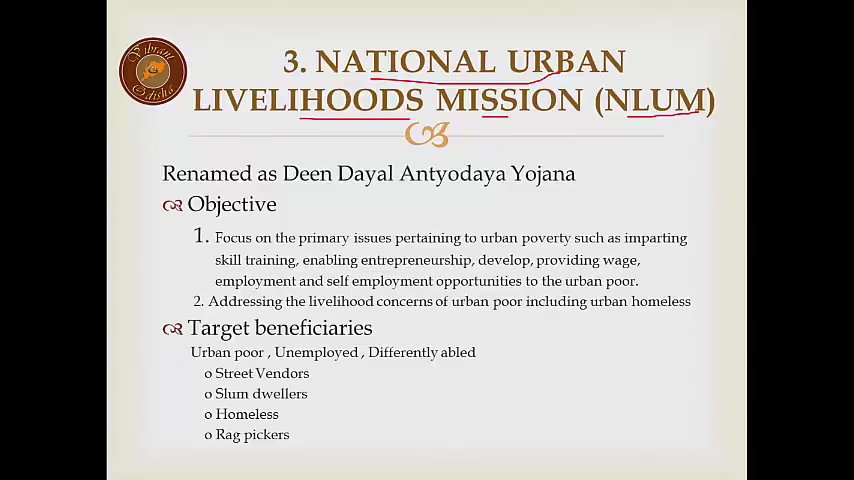 Vibrant
Odisha
3. NATIONAL URBAN
LIVELIHOODS MISSION (NLUM)
Renamed as Deen Dayal Antyodaya Yojana
Objective
1. Focus on the primary issues pertaining to urban poverty such as imparting
skill training, enabling entrepreneurship, develop, providing wage,
employment and self employment opportunities to the urban poor.
2. Addressing the livelihood concerns of urban poor including urban homeless
Target beneficiaries
Urban poor , Unemployed , Differently abled
o Street Vendors
o Slum dwellers
o Homeless
o Rag pickers